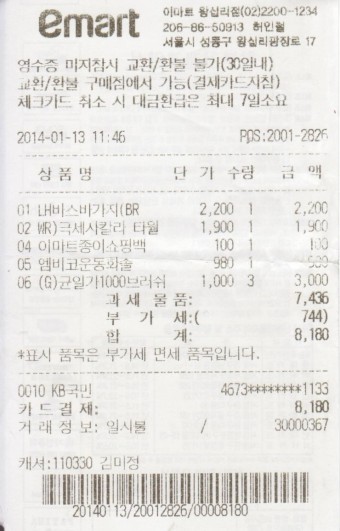 emart
이마트 왕십리점(02)2200-1234
206-86-50913 허인철
서울시 성동구 왕십리광장로 17
영수증 미지참시 교환/환불 불가(30일내)
교환/환불 구매점에서 가능(결제카드지참)
체크카드 취소 시 대금환급은 최대 7일소요
2014-01-13 11:46 POS:2001-2826
상 품 명 단 가 수량 금 액
01 LH비스바가지(BR 2,200 1 2,200
02 WR)극세사칼리 타월 1,900 1 1,900
04 이마트종이쇼핑백 100 1 100
05 엠비코운동화솔 980 1 980
06 (G)균일가1000브러쉬 1,000 3 3,000
과 세 물 품: 7,436
부 가 세:( 744)
합 계: 8,180
*표시 품목은 부가세 면세 품목입니다.
0010 KB국민 4673********1133
카 드 결 제: 8,180
거 래 정 보: 일시불 / 30000367
캐셔:110330 김미정
20140113/20012826/00008180